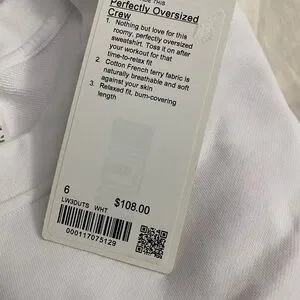 THIS
Perfectly Oversized
Crew
1. Nothing but love for this
roomy, perfectly oversized
sweatshirt. Toss it on after
your workout for that
time-to-relax fit
2. Cotton French terry fabric is
naturally breathable and soft
against your skin
3. Relaxed fit, bum-covering
length
6
$108.00
LW3DUTS WHT
000117075129